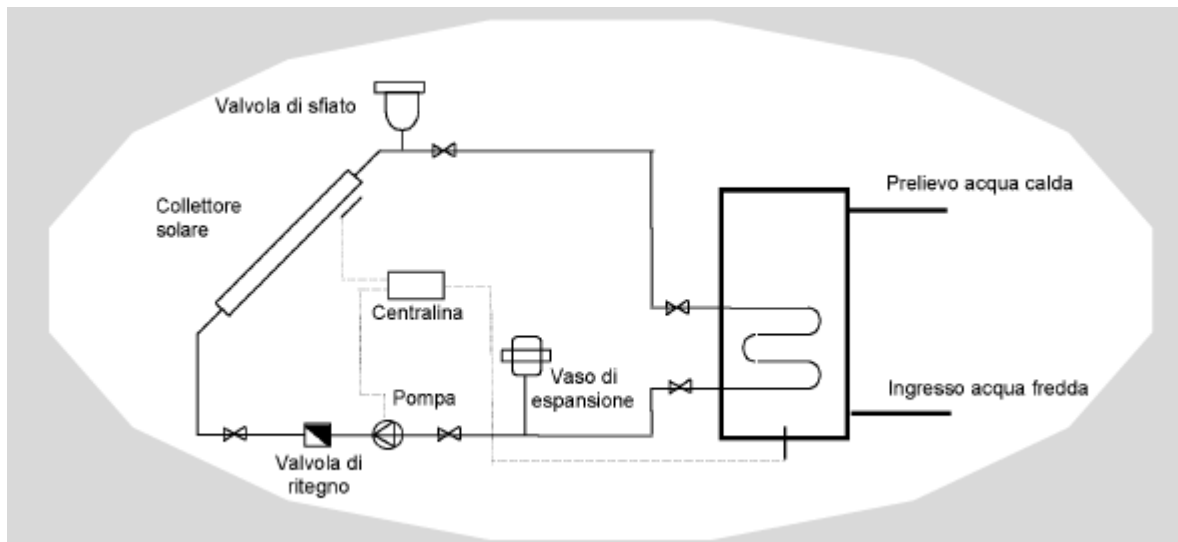 Valvola di sfiato
Prelievo acqua calda
Collettore
solare
Centralina
Vaso di
espansione
Ingresso acqua fredda
Pompa
Valvola di
ritegno